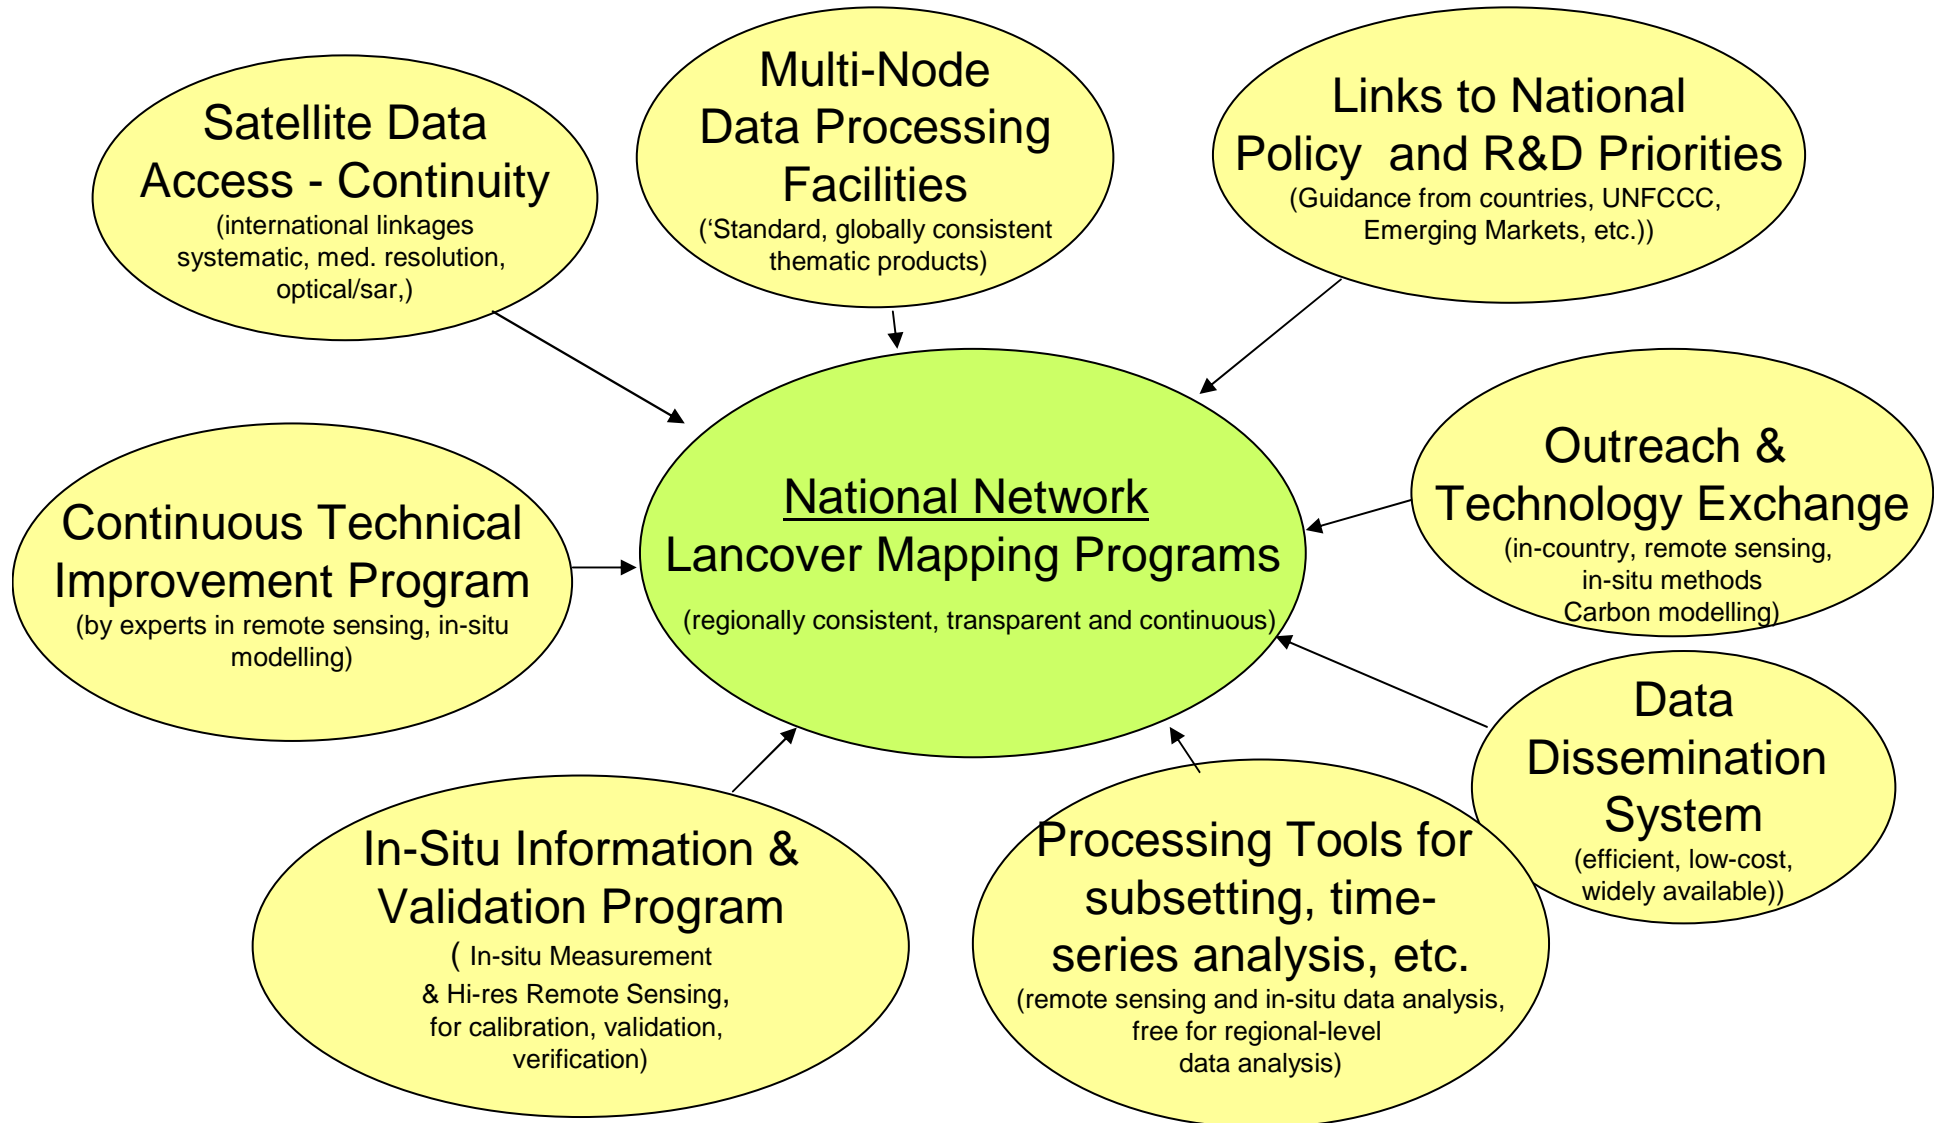 Satellite Data
Access - Continuity
(international linkages
systematic, med. resolution,
optical/sar,)
Multi-Node
Data Processing
Facilities
(‘Standard, globally consistent
thematic products)
Links to National
Policy  and R&D Priorities
(Guidance from countries, UNFCCC,
Emerging Markets, etc.))
Continuous Technical
Improvement Program
(by experts in remote sensing, in-situ
modelling)
National Network
Lancover Mapping Programs
(regionally consistent, transparent and continuous)
Outreach &
Technology Exchange
(in-country, remote sensing,
in-situ methods
Carbon modelling)
Data
Dissemination
System
(efficient, low-cost,
widely available))
In-Situ Information &
Validation Program
( In-situ Measurement
& Hi-res Remote Sensing,
for calibration, validation,
verification)
Processing Tools for
subsetting, time-
series analysis, etc.
(remote sensing and in-situ data analysis,
free for regional-level
data analysis)